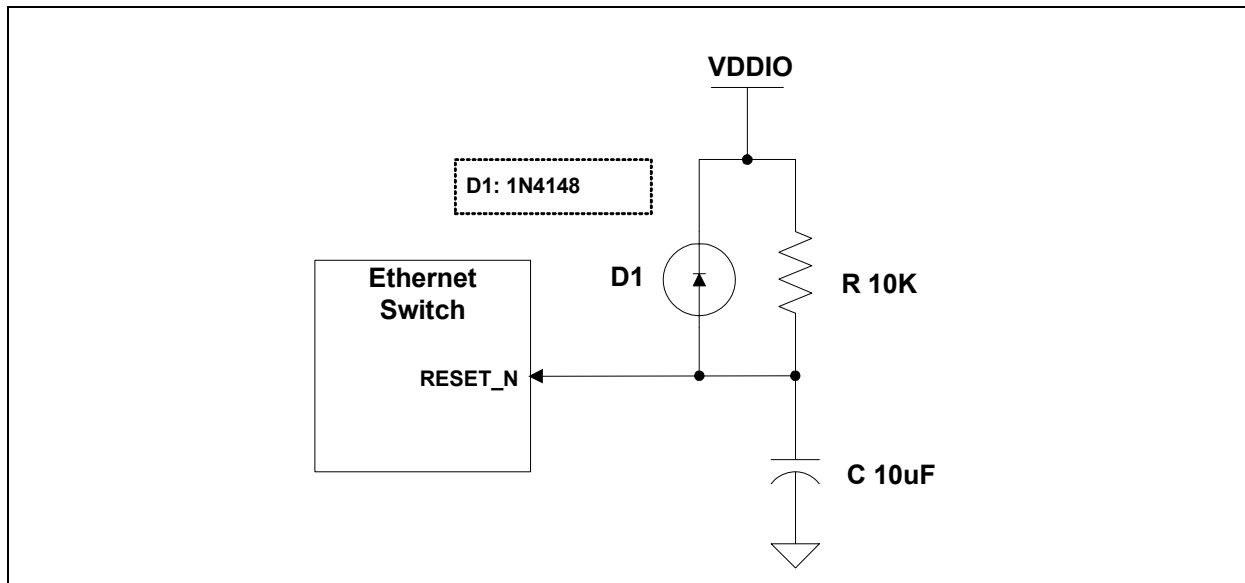 VDDIO
D1: 1N4148
D1
R 10K
Ethernet
Switch
RESET_N
C 10uF